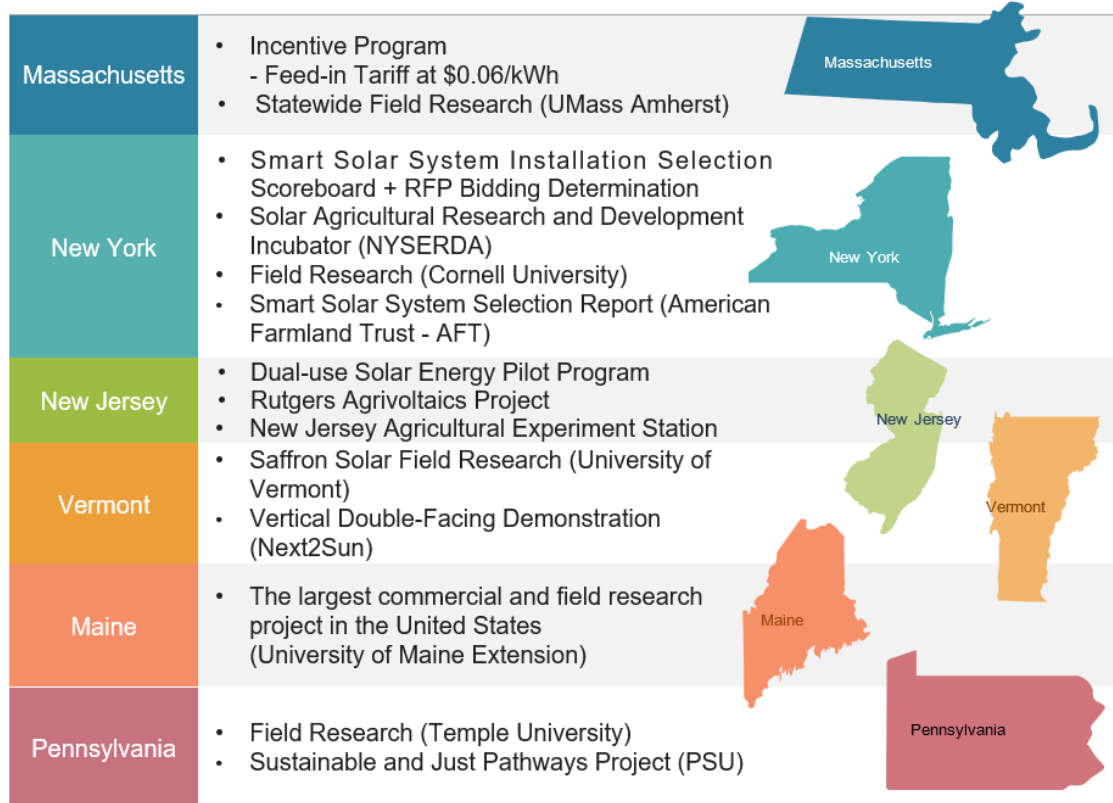 Massachusetts
• Incentive Program
- Feed-in Tariff at $0.06/kWh
• Statewide Field Research (UMass Amherst)
Massachusetts
New York
• Smart Solar System Installation Selection
Scoreboard + RFP Bidding Determination
• Solar Agricultural Research and Development
Incubator (NYSERDA)
• Field Research (Cornell University)
• Smart Solar System Selection Report (American
Farmland Trust - AFT)
New York
New Jersey
• Dual-use Solar Energy Pilot Program
• Rutgers Agrivoltaics Project
• New Jersey Agricultural Experiment Station
New Jersey
Vermont
• Saffron Solar Field Research (University of
Vermont)
• Vertical Double-Facing Demonstration
(Next2Sun)
Vermont
Maine
• The largest commercial and field research
project in the United States
(University of Maine Extension)
Maine
Pennsylvania
• Field Research (Temple University)
• Sustainable and Just Pathways Project (PSU)
Pennsylvania